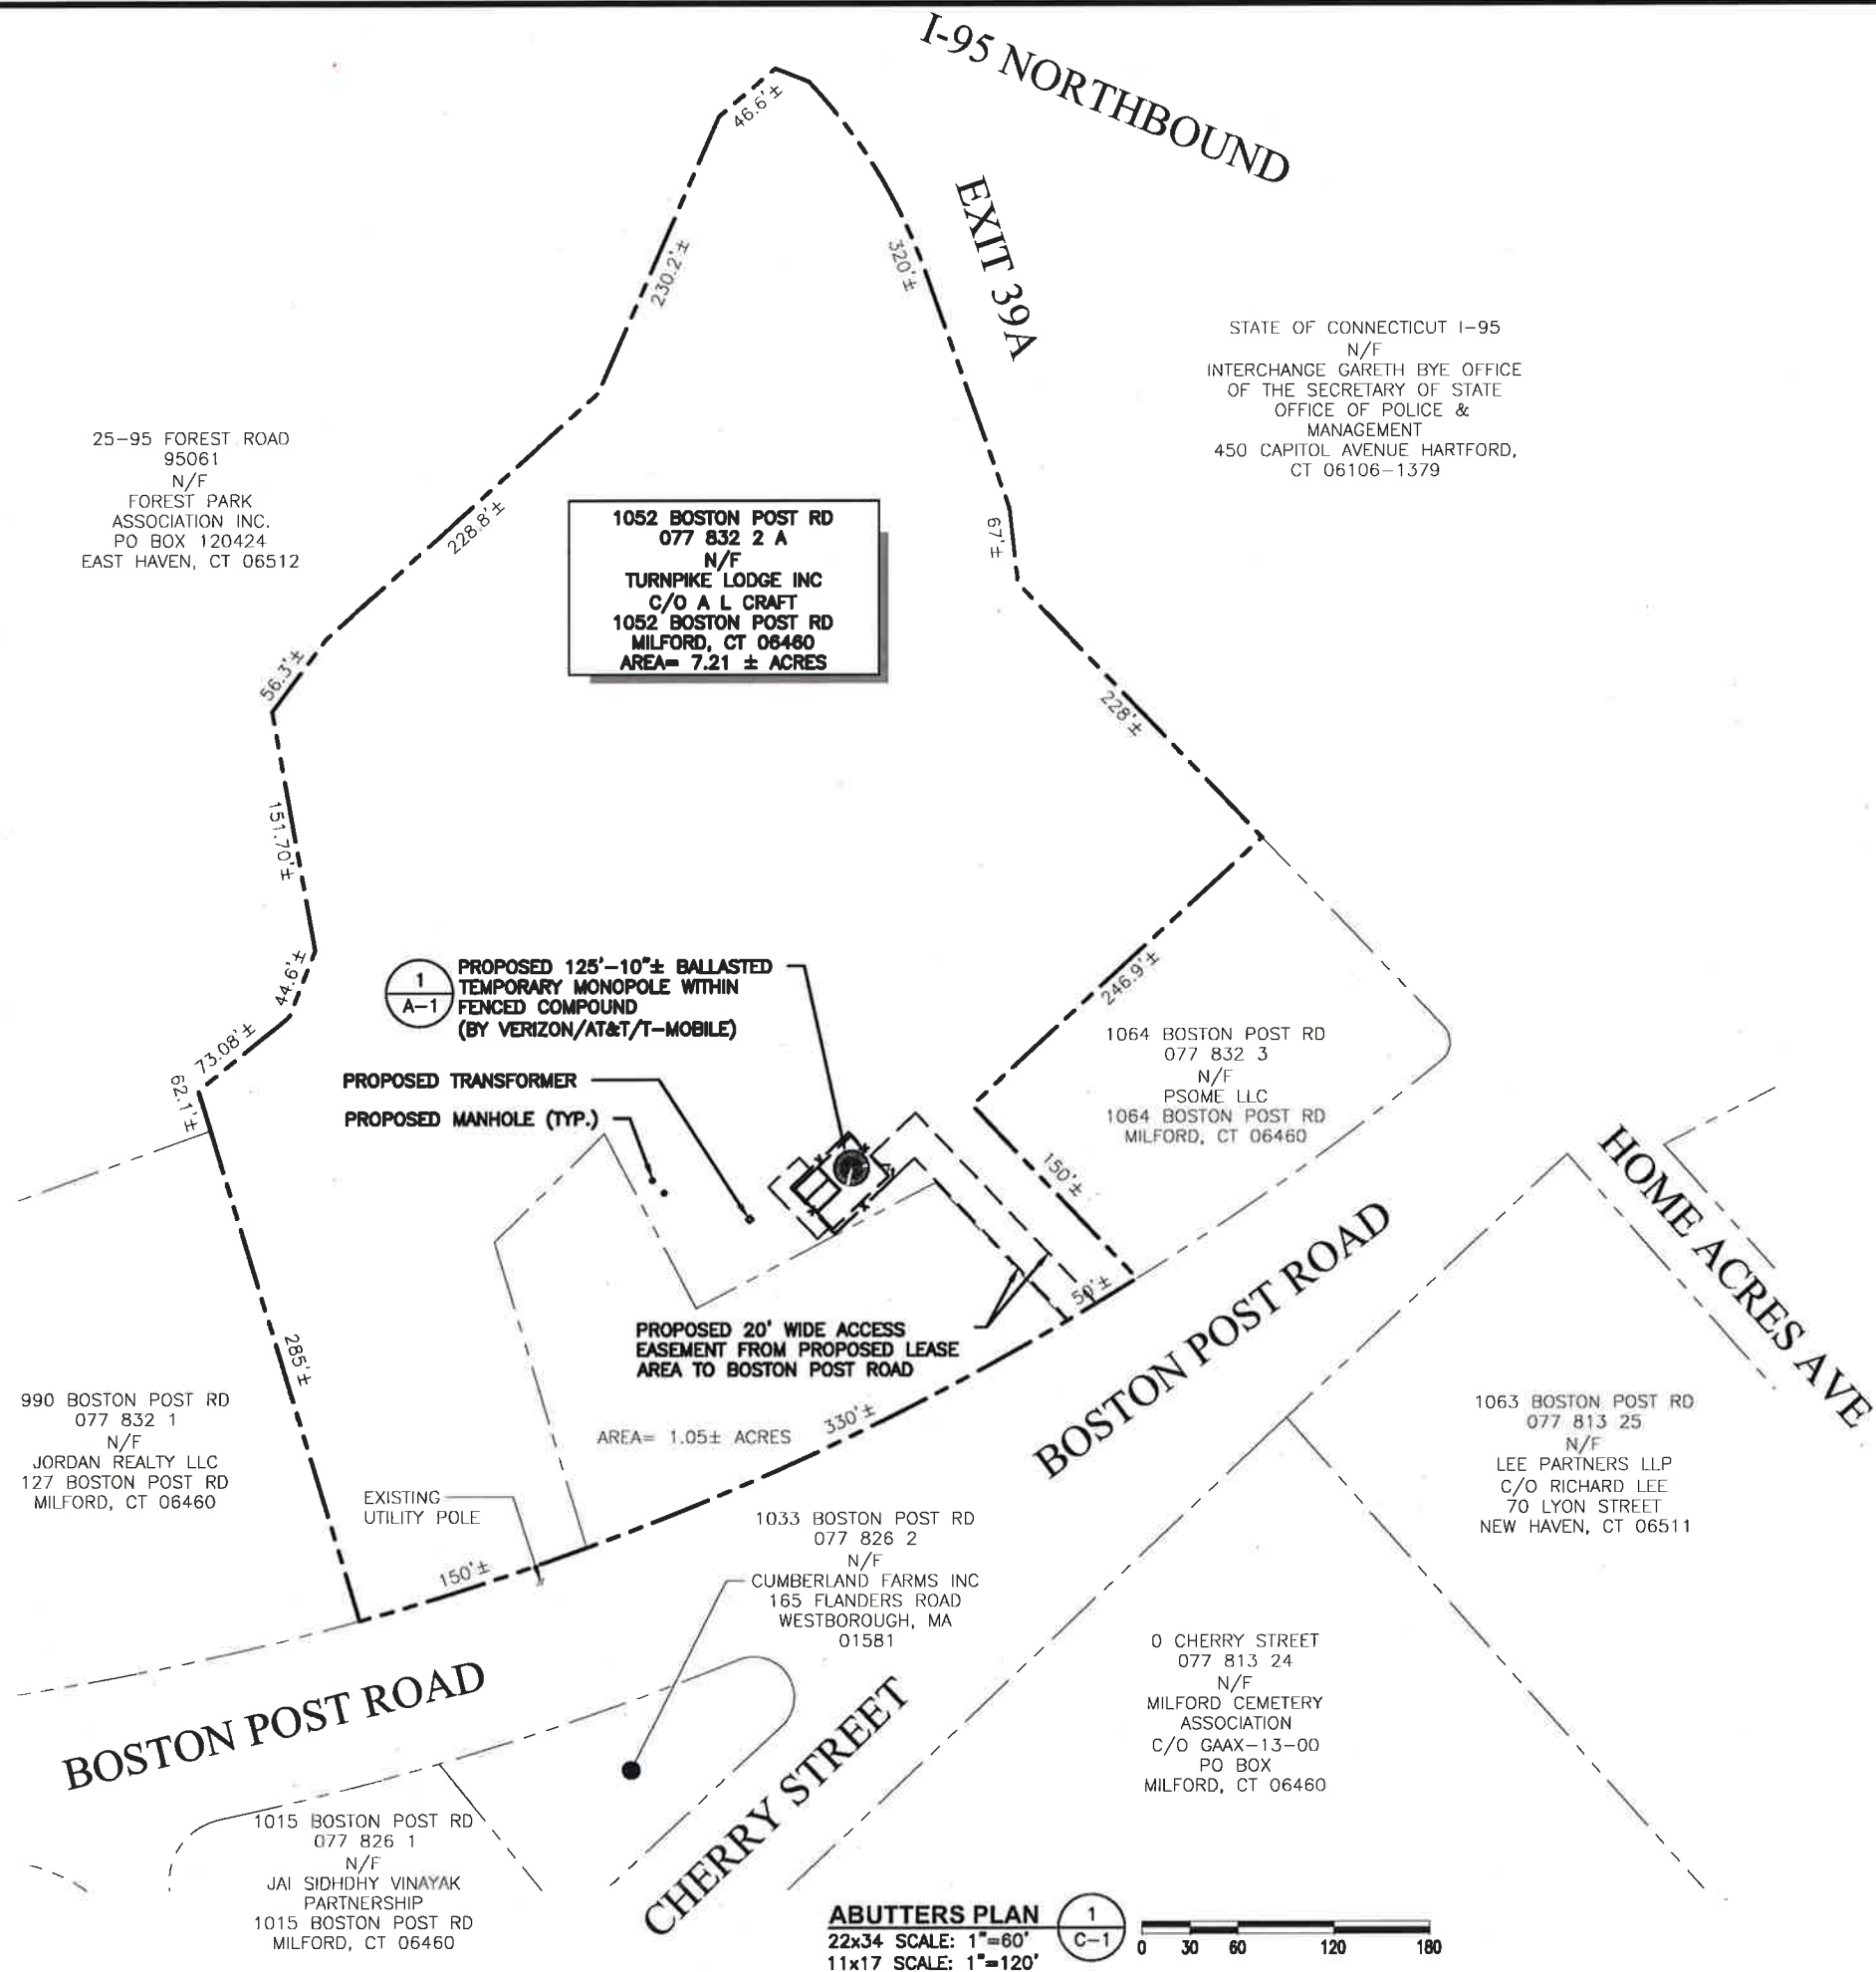 I-95 NORTHBOUND
46.6'±
EXIT 39A
320'±
230.2'±
STATE OF CONNECTICUT I-95
N/F
INTERCHANGE GARETH BYE OFFICE
OF THE SECRETARY OF STATE
OFFICE OF POLICE &
MANAGEMENT
450 CAPITOL AVENUE HARTFORD,
CT 06106-1379
25-95 FOREST ROAD
95061
N/F
FOREST PARK
ASSOCIATION INC.
PO BOX 120424
EAST HAVEN, CT 06512
228.8'±
1052 BOSTON POST RD
077 832 2 A
N/F
TURNPIKE LODGE INC
C/O A L CRAFT
1052 BOSTON POST RD
MILFORD, CT 06460
AREA= 7.21 ± ACRES
67'±
56.3'±
228'±
151.70'±
44.6'±
73.08'±
62.1'±
1
A-1
PROPOSED 125'-10"± BALLASTED
TEMPORARY MONOPOLE WITHIN
FENCED COMPOUND
(BY VERIZON/AT&T/T-MOBILE)
PROPOSED TRANSFORMER
PROPOSED MANHOLE (TYP.)
246.9'±
1064 BOSTON POST RD
077 832 3
N/F
PSOME LLC
1064 BOSTON POST RD
MILFORD, CT 06460
150'±
50'±
HOME ACRES AVE
BOSTON POST ROAD
PROPOSED 20' WIDE ACCESS
EASEMENT FROM PROPOSED LEASE
AREA TO BOSTON POST ROAD
285'±
990 BOSTON POST RD
077 832 1
N/F
JORDAN REALTY LLC
127 BOSTON POST RD
MILFORD, CT 06460
AREA= 1.05± ACRES
330'±
EXISTING
UTILITY POLE
150'±
1033 BOSTON POST RD
077 826 2
N/F
CUMBERLAND FARMS INC
165 FLANDERS ROAD
WESTBOROUGH, MA
01581
1063 BOSTON POST RD
077 813 25
N/F
LEE PARTNERS LLP
C/O RICHARD LEE
70 LYON STREET
NEW HAVEN, CT 06511
0 CHERRY STREET
077 813 24
N/F
MILFORD CEMETERY
ASSOCIATION
C/O GAAX-13-00
PO BOX
MILFORD, CT 06460
BOSTON POST ROAD
CHERRY STREET
1015 BOSTON POST RD
077 826 1
N/F
JAI SIDHDHY VINAYAK
PARTNERSHIP
1015 BOSTON POST RD
MILFORD, CT 06460
ABUTTERS PLAN
22x34 SCALE: 1"=60'
11x17 SCALE: 1"=120'
1
C-1
0 30 60 120 180